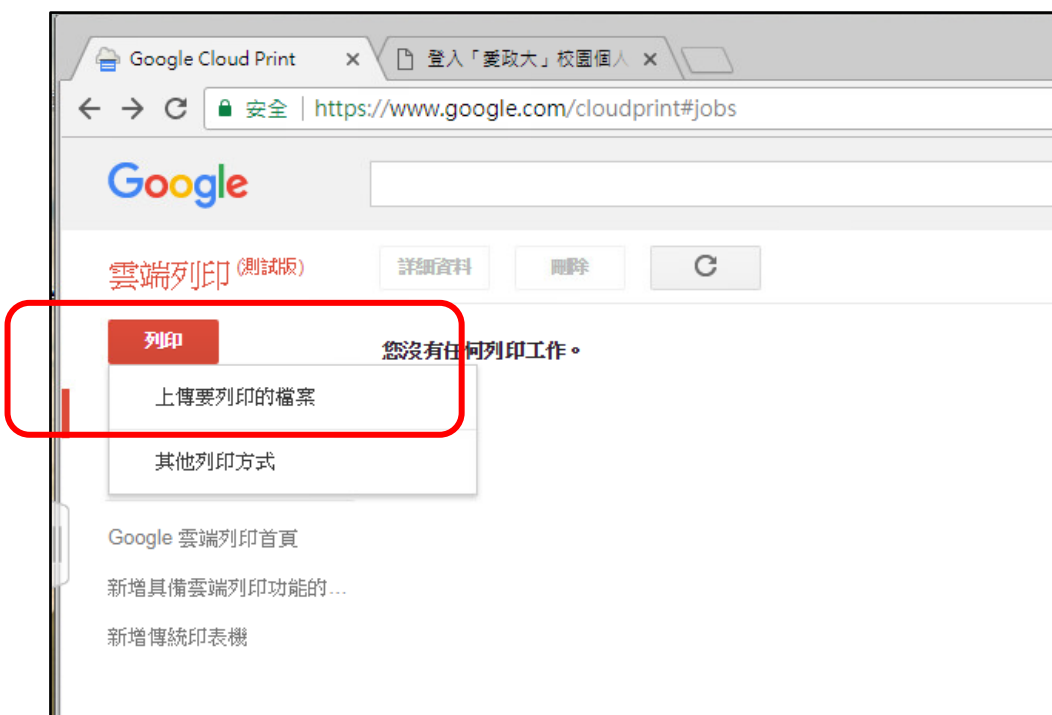 Google Cloud Print
登入「愛政大」校園個人
安全 | https://www.google.com/cloudprint#jobs
Google
雲端列印 (測試版)
詳細資料 刪除
列印
您沒有任何列印工作。
上傳要列印的檔案
其他列印方式
Google 雲端列印首頁
新增具備雲端列印功能的...
新增傳統印表機